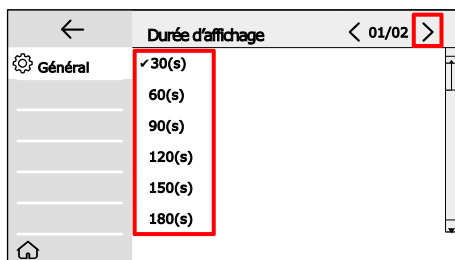 Durée d'affichage 01/02
Général
✓30(s)
60(s)
90(s)
120(s)
150(s)
180(s)